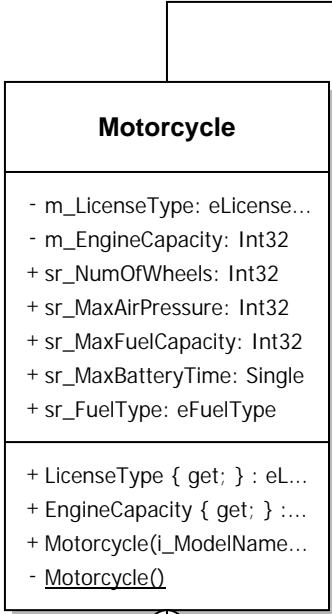 Motorcycle
- m_LicenseType: eLicense...
- m_EngineCapacity: Int32
+ sr_NumOfWheels: Int32
+ sr_MaxAirPressure: Int32
+ sr_MaxFuelCapacity: Int32
+ sr_MaxBatteryTime: Single
+ sr_FuelType: eFuelType
+ LicenseType { get; } : eL...
+ EngineCapacity { get; } :...
+ Motorcycle(i_ModelName...
- Motorcycle()